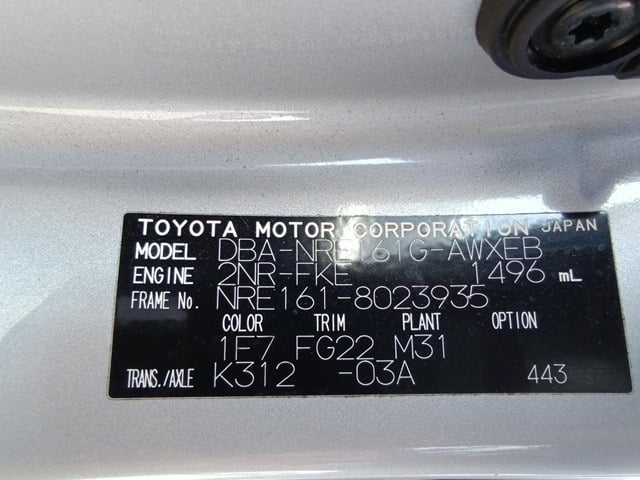 TOYOTA MOTOR CORPORATION JAPAN
MODEL DBA-NRE161G-AWXEB
ENGINE 2NR-FKE 1496 mL
FRAME No. NRE161-8023935
COLOR TRIM PLANT OPTION
1E7 FG22 M31
TRANS./AXLE K312 -03A 443